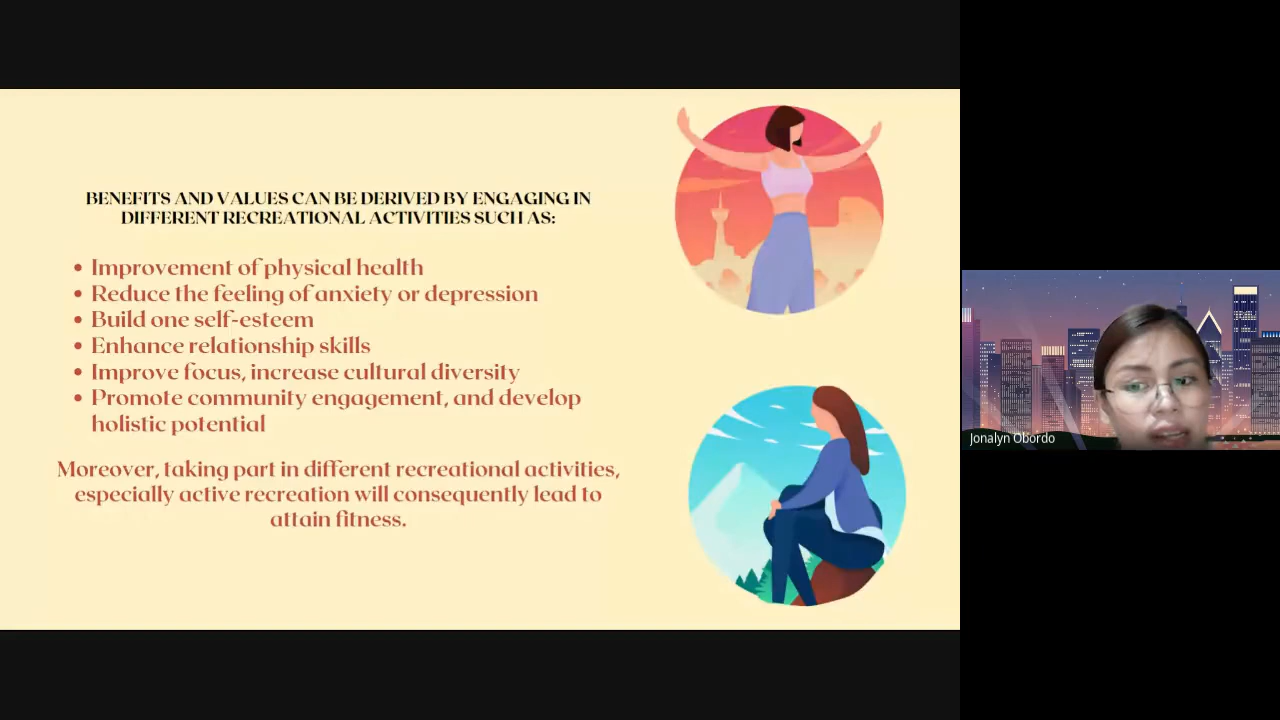 BENEFITS AND VALUES CAN BE DERIVED BY ENGAGING IN
DIFFERENT RECREATIONAL ACTIVITIES SUCH AS:
• Improvement of physical health
• Reduce the feeling of anxiety or depression
• Build one self-esteem
• Enhance relationship skills
• Improve focus, increase cultural diversity
• Promote community engagement, and develop
holistic potential
Moreover, taking part in different recreational activities,
especially active recreation will consequently lead to
attain fitness.
Jonalyn Obordo